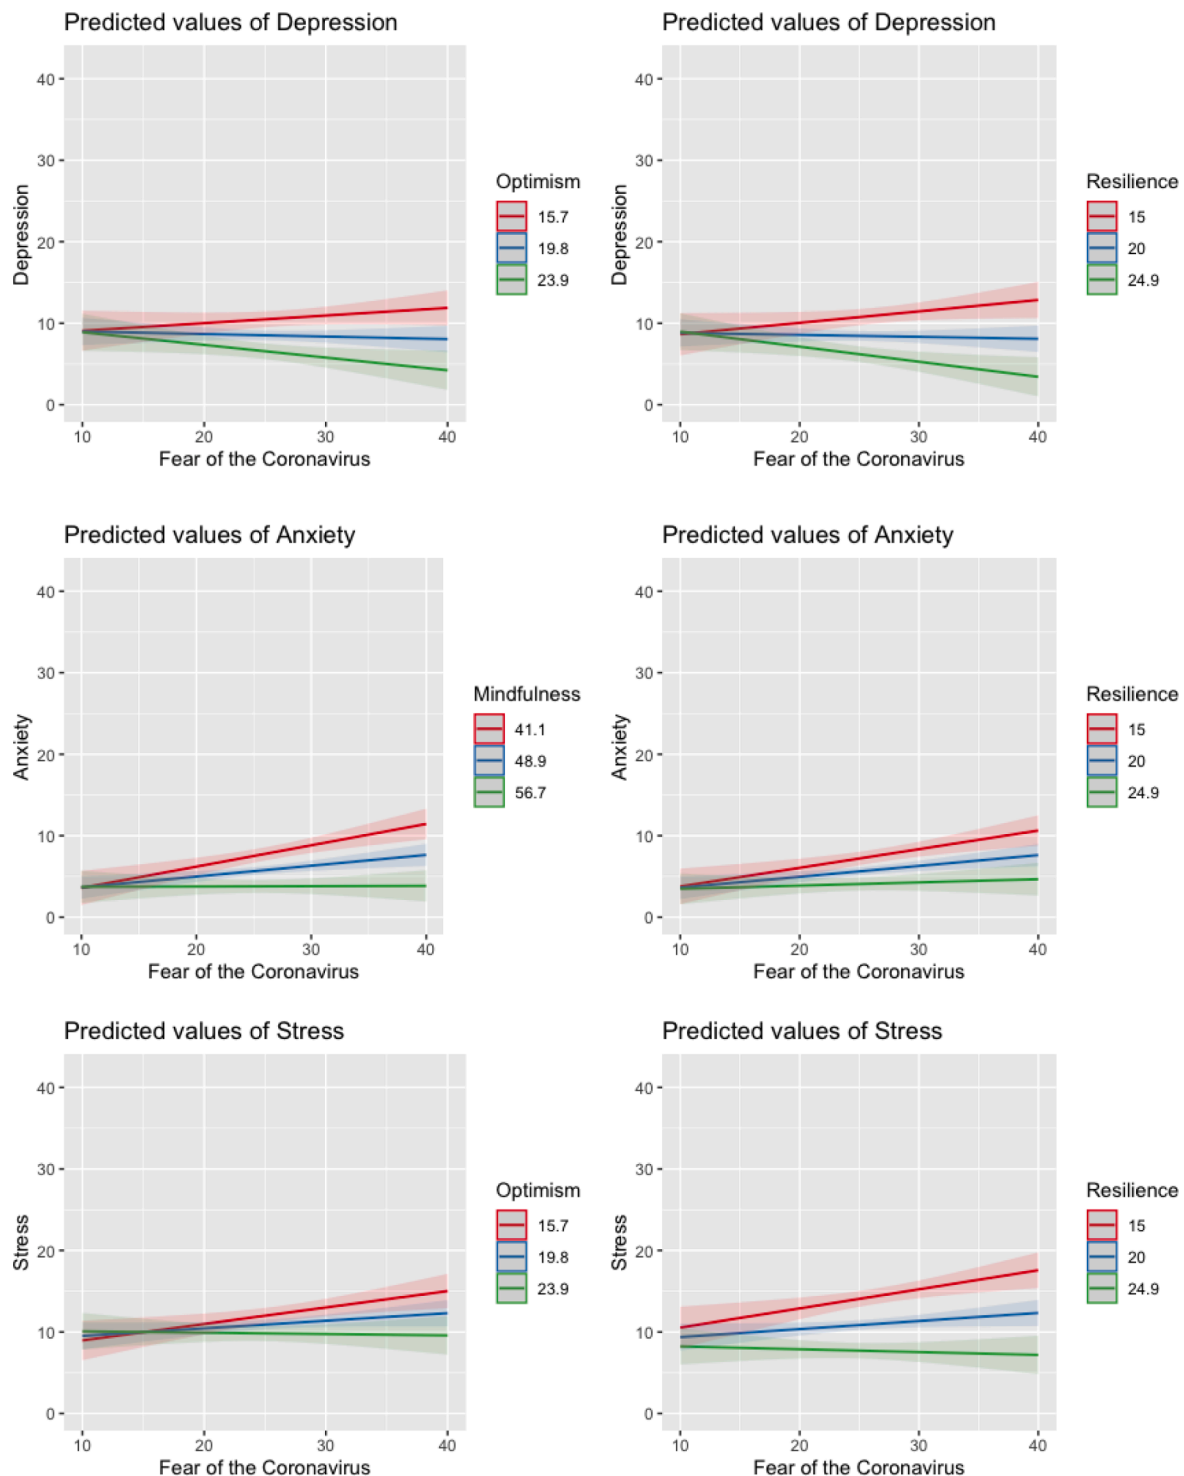 Predicted values of Depression
40
30
20
10
0
Depression
10 20 30 40
Fear of the Coronavirus
Optimism
15.7
19.8
23.9
Predicted values of Depression
40
30
20
10
0
Depression
10 20 30 40
Fear of the Coronavirus
Resilience
15
20
24.9
Predicted values of Anxiety
40
30
20
10
0
Anxiety
10 20 30 40
Fear of the Coronavirus
Mindfulness
41.1
48.9
56.7
Predicted values of Anxiety
40
30
20
10
0
Anxiety
10 20 30 40
Fear of the Coronavirus
Resilience
15
20
24.9
Predicted values of Stress
40
30
20
10
0
Stress
10 20 30 40
Fear of the Coronavirus
Optimism
15.7
19.8
23.9
Predicted values of Stress
40
30
20
10
0
Stress
10 20 30 40
Fear of the Coronavirus
Resilience
15
20
24.9